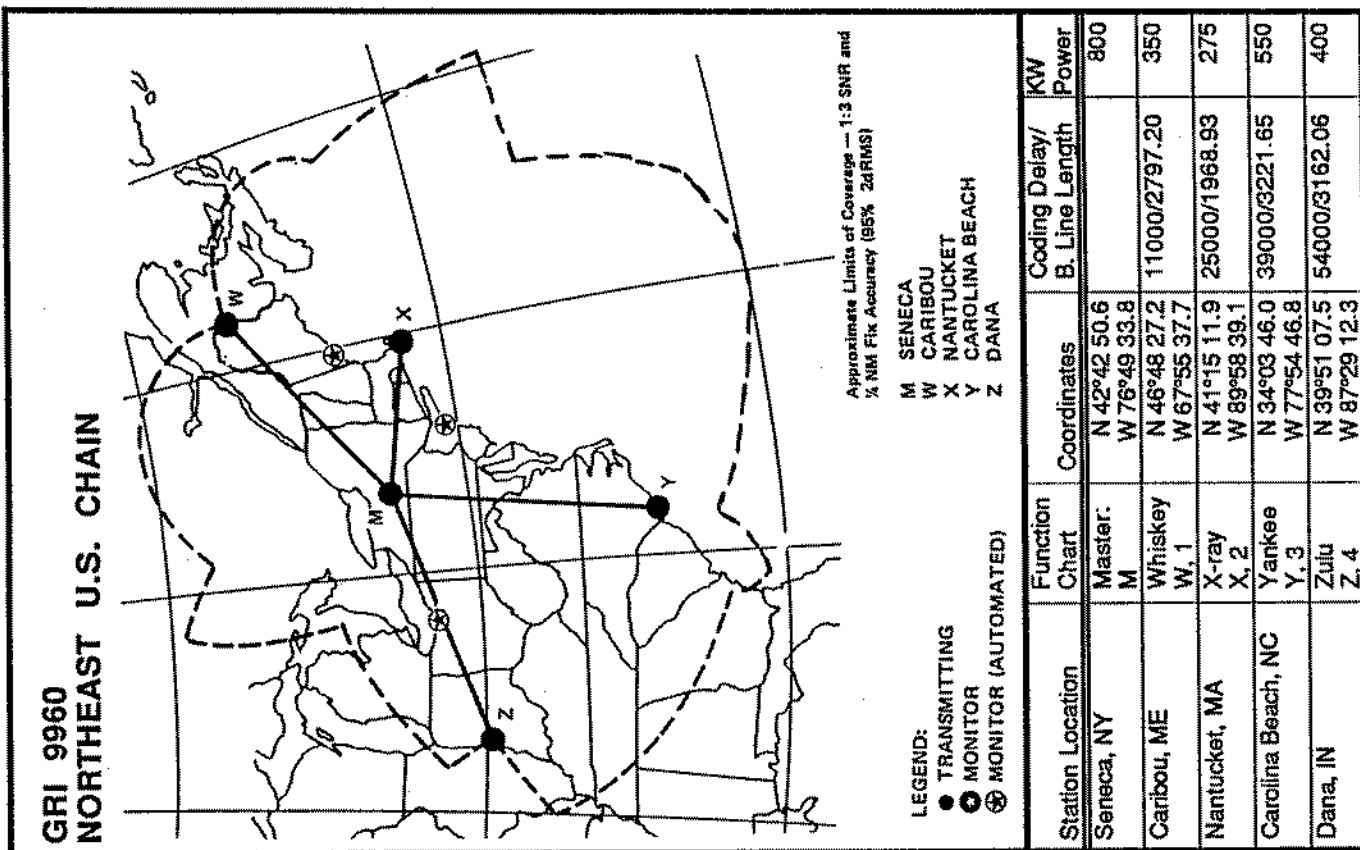 GRI 9960
NORTHEAST U.S. CHAIN
W
X
M
Y
Z
Approximate Limits of Coverage — 1:3 SNR and
¼ NM Fix Accuracy (95% 2dRMS)
LEGEND:
● TRANSMITTING
✪ MONITOR
⍟ MONITOR (AUTOMATED)
M SENECA
W CARIBOU
X NANTUCKET
Y CAROLINA BEACH
Z DANA
Station Location Function Chart Coordinates Coding Delay/ B. Line Length KW Power
Seneca, NY Master: M N 42°42 50.6 W 76°49 33.8 800
Caribou, ME Whiskey W, 1 N 46°48 27.2 W 67°55 37.7 11000/2797.20 350
Nantucket, MA X-ray X, 2 N 41°15 11.9 W 89°58 39.1 25000/1968.93 275
Carolina Beach, NC Yankee Y, 3 N 34°03 46.0 W 77°54 46.8 39000/3221.65 550
Dana, IN Zulu Z, 4 N 39°51 07.5 W 87°29 12.3 54000/3162.06 400